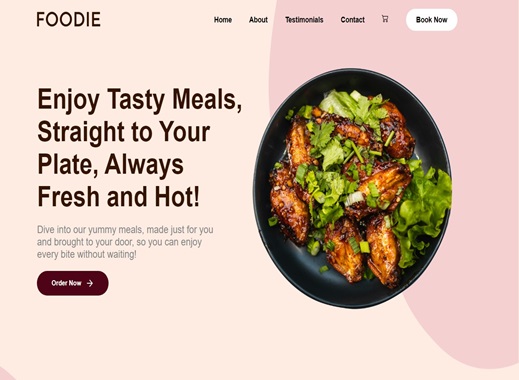 FOODIE
Home About Testimonials Contact Book Now
Enjoy Tasty Meals,
Straight to Your
Plate, Always
Fresh and Hot!
Dive into our yummy meals, made just for you
and brought to your door, so you can enjoy
every bite without waiting!
Order Now